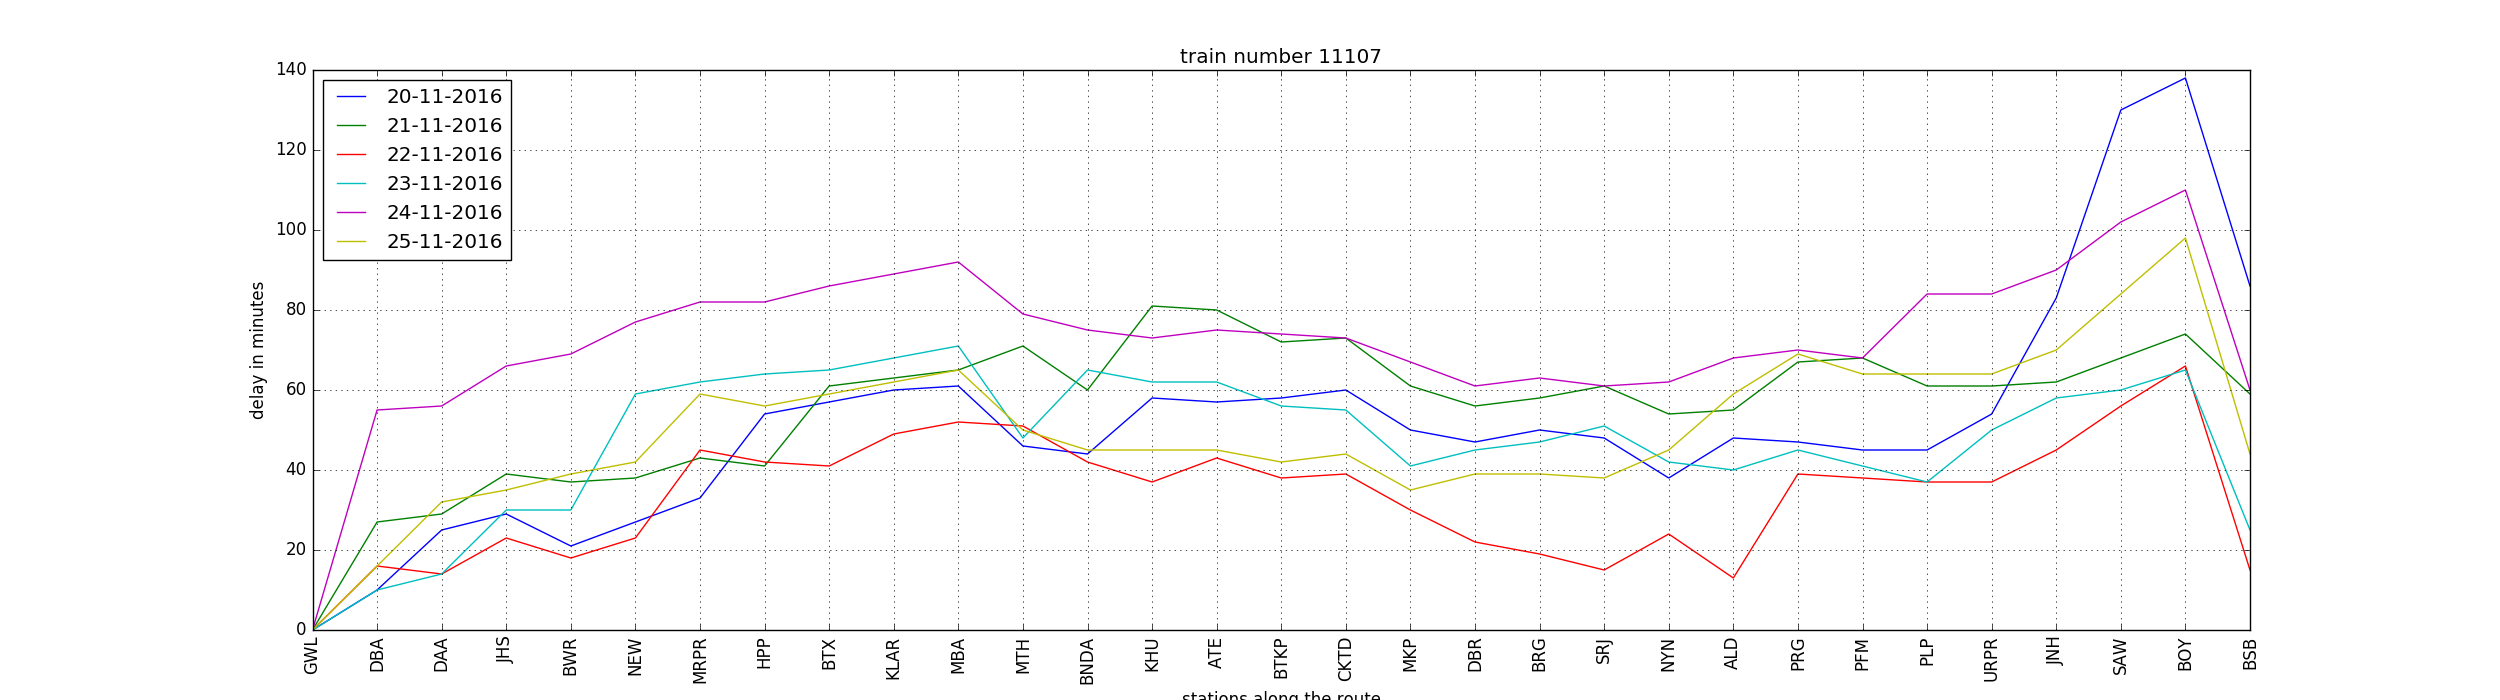 train number 11107
140
120
100
80
60
40
20
0
delay in minutes
20-11-2016
21-11-2016
22-11-2016
23-11-2016
24-11-2016
25-11-2016
GWL
DBA
DAA
JHS
BWR
NEW
MRPR
HPP
BTX
KLAR
MBA
MTH
BNDA
KHU
ATE
BTKP
CKTD
MKP
DBR
BRG
SRJ
NYN
ALD
PRG
PFM
PLP
URPR
JNH
SAW
BOY
BSB
stations along the route